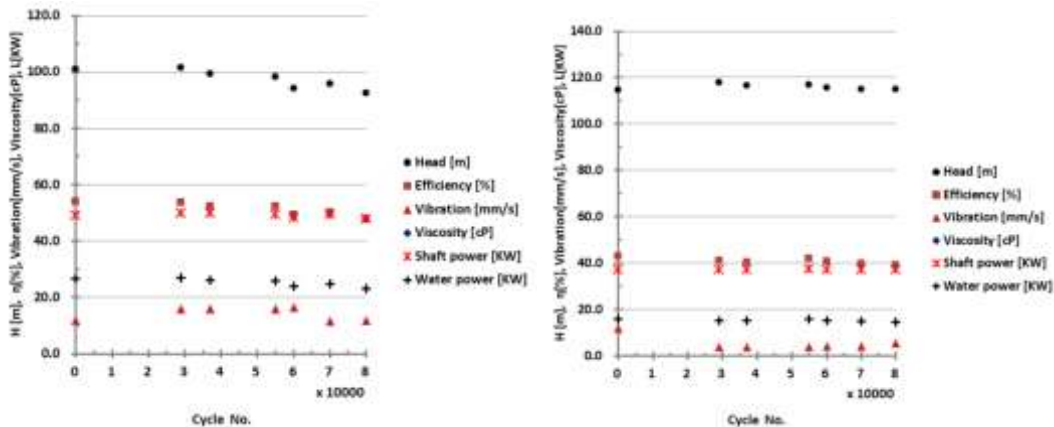 120.0
100.0
80.0
60.0
40.0
20.0
0.0
H [m], η[%], Vibration[mm/s], Viscosity[cP], L[KW]
0 1 2 3 4 5 6 7 8
x 10000
Cycle No.
Head [m]
Efficiency [%]
Vibration [mm/s]
Viscosity [cP]
Shaft power [KW]
Water power [KW]
140.0
120.0
100.0
80.0
60.0
40.0
20.0
0.0
H [m], η[%], Vibration[mm/s], Viscosity[cP], L[KW
0 1 2 3 4 5 6 7 8
x 10000
Cycle No.
Head [m]
Efficiency [%]
Vibration [mm/s]
Viscosity [cP]
Shaft power [KW]
Water power [KW]